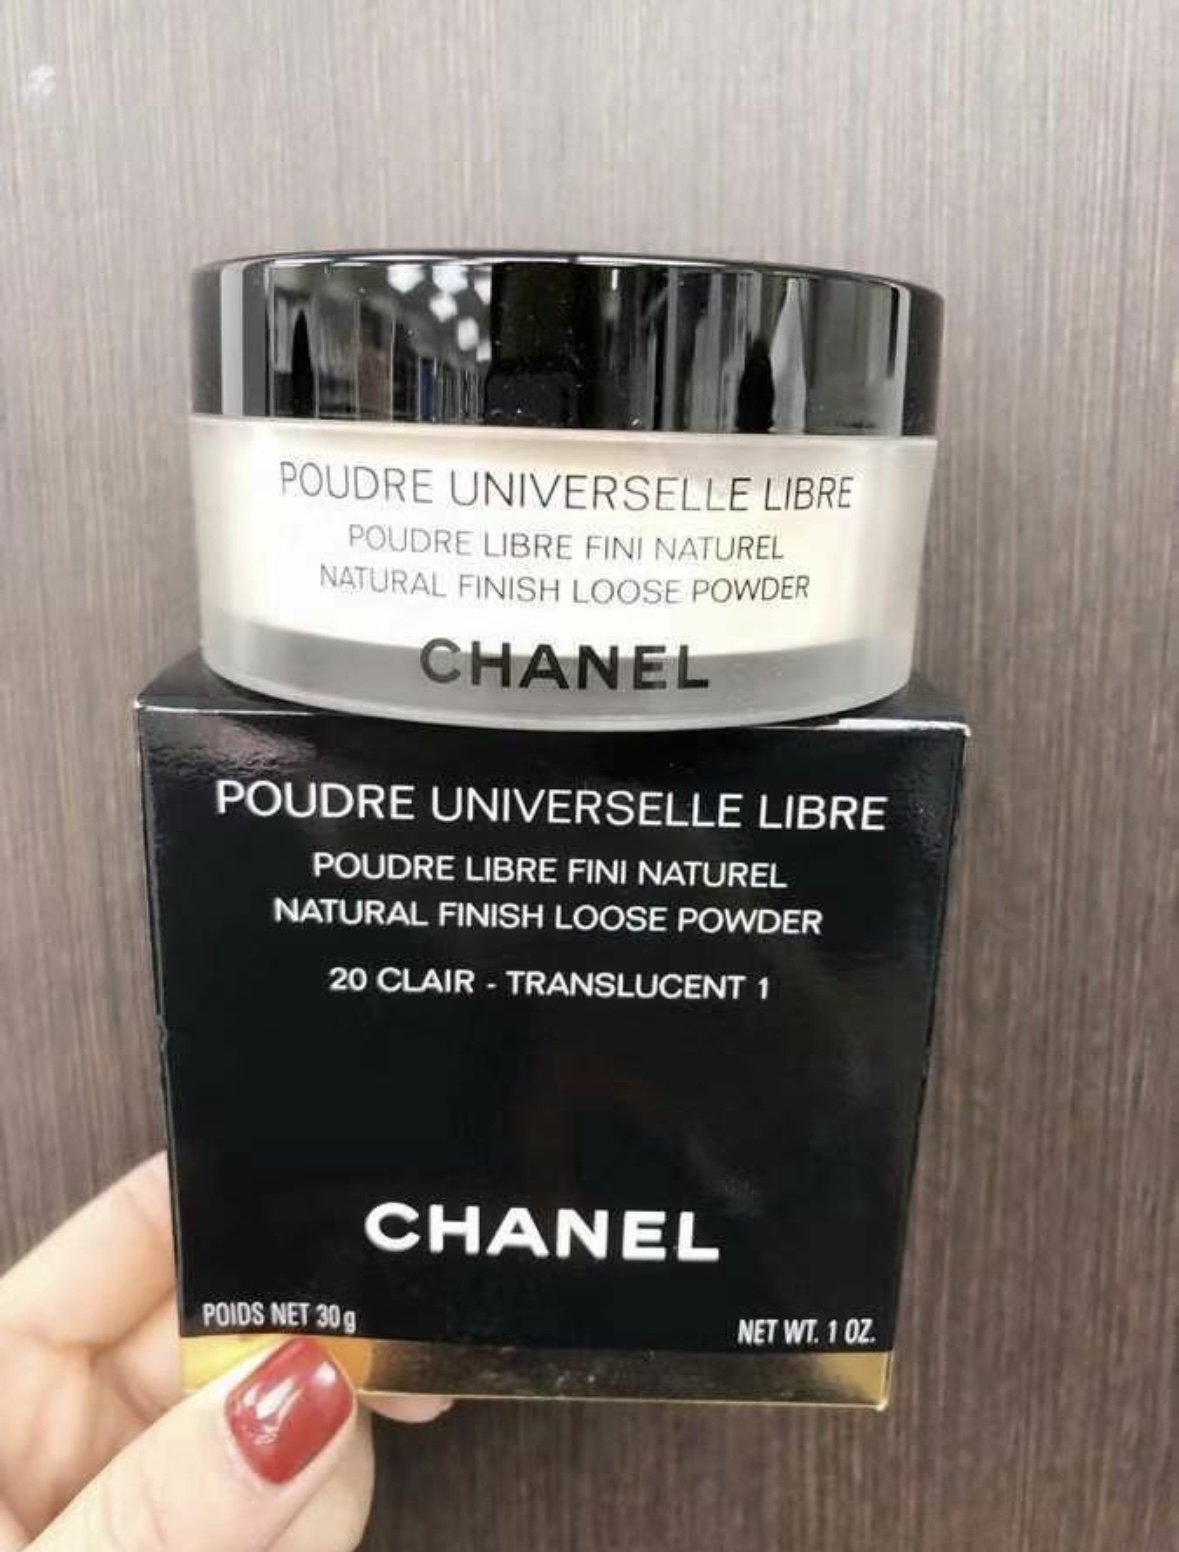 POUDRE UNIVERSELLE LIBRE
POUDRE LIBRE FINI NATUREL
NATURAL FINISH LOOSE POWDER
CHANEL
POUDRE UNIVERSELLE LIBRE
POUDRE LIBRE FINI NATUREL
NATURAL FINISH LOOSE POWDER
20 CLAIR - TRANSLUCENT 1
CHANEL
POIDS NET 30 g
NET WT. 1 OZ.